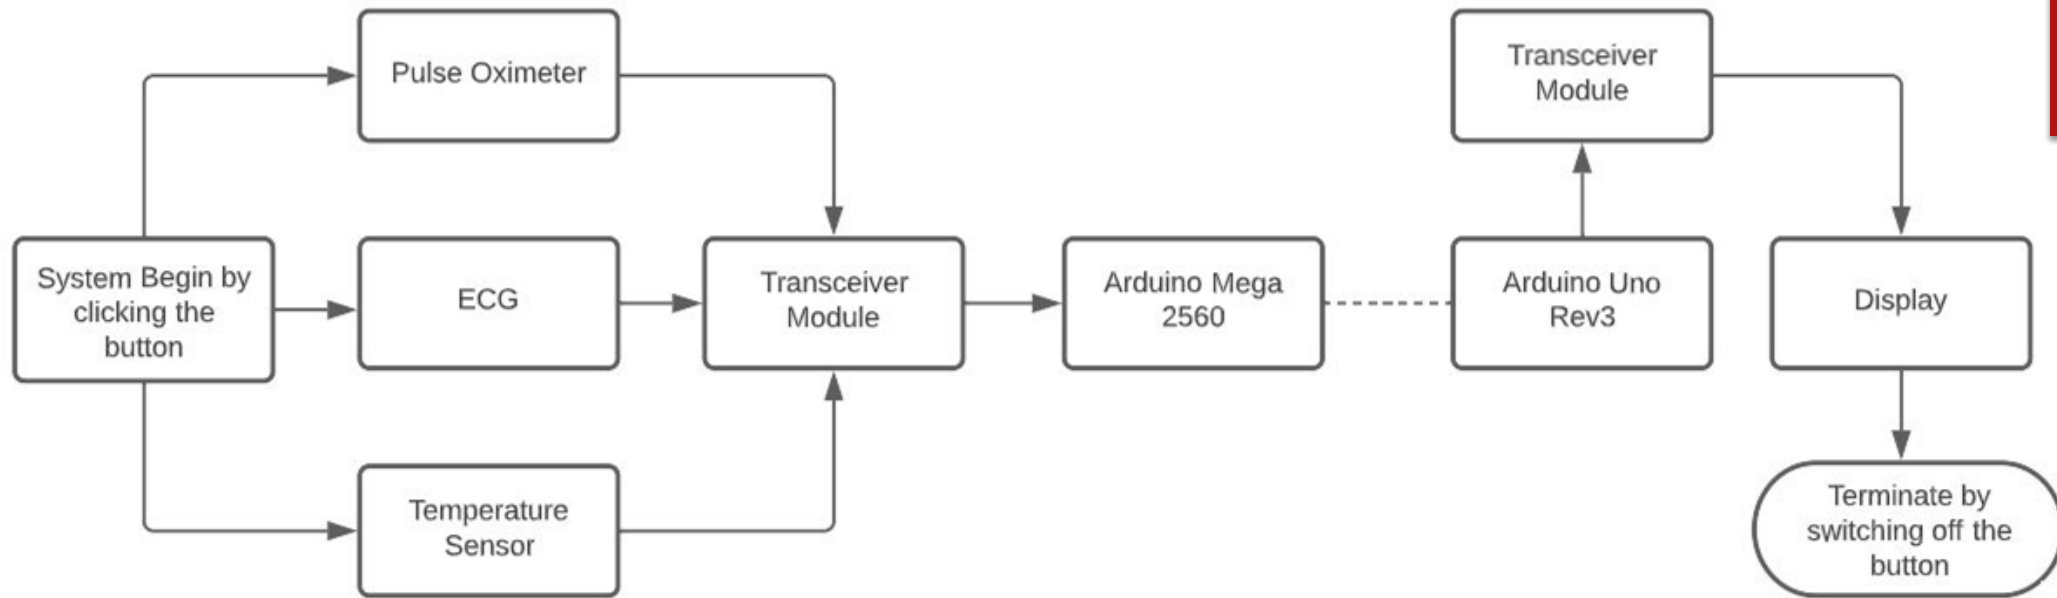 Pulse Oximeter
Transceiver
Module
System Begin by
clicking the
button
ECG
Transceiver
Module
Arduino Mega
2560
Arduino Uno
Rev3
Display
Temperature
Sensor
Terminate by
switching off the
button